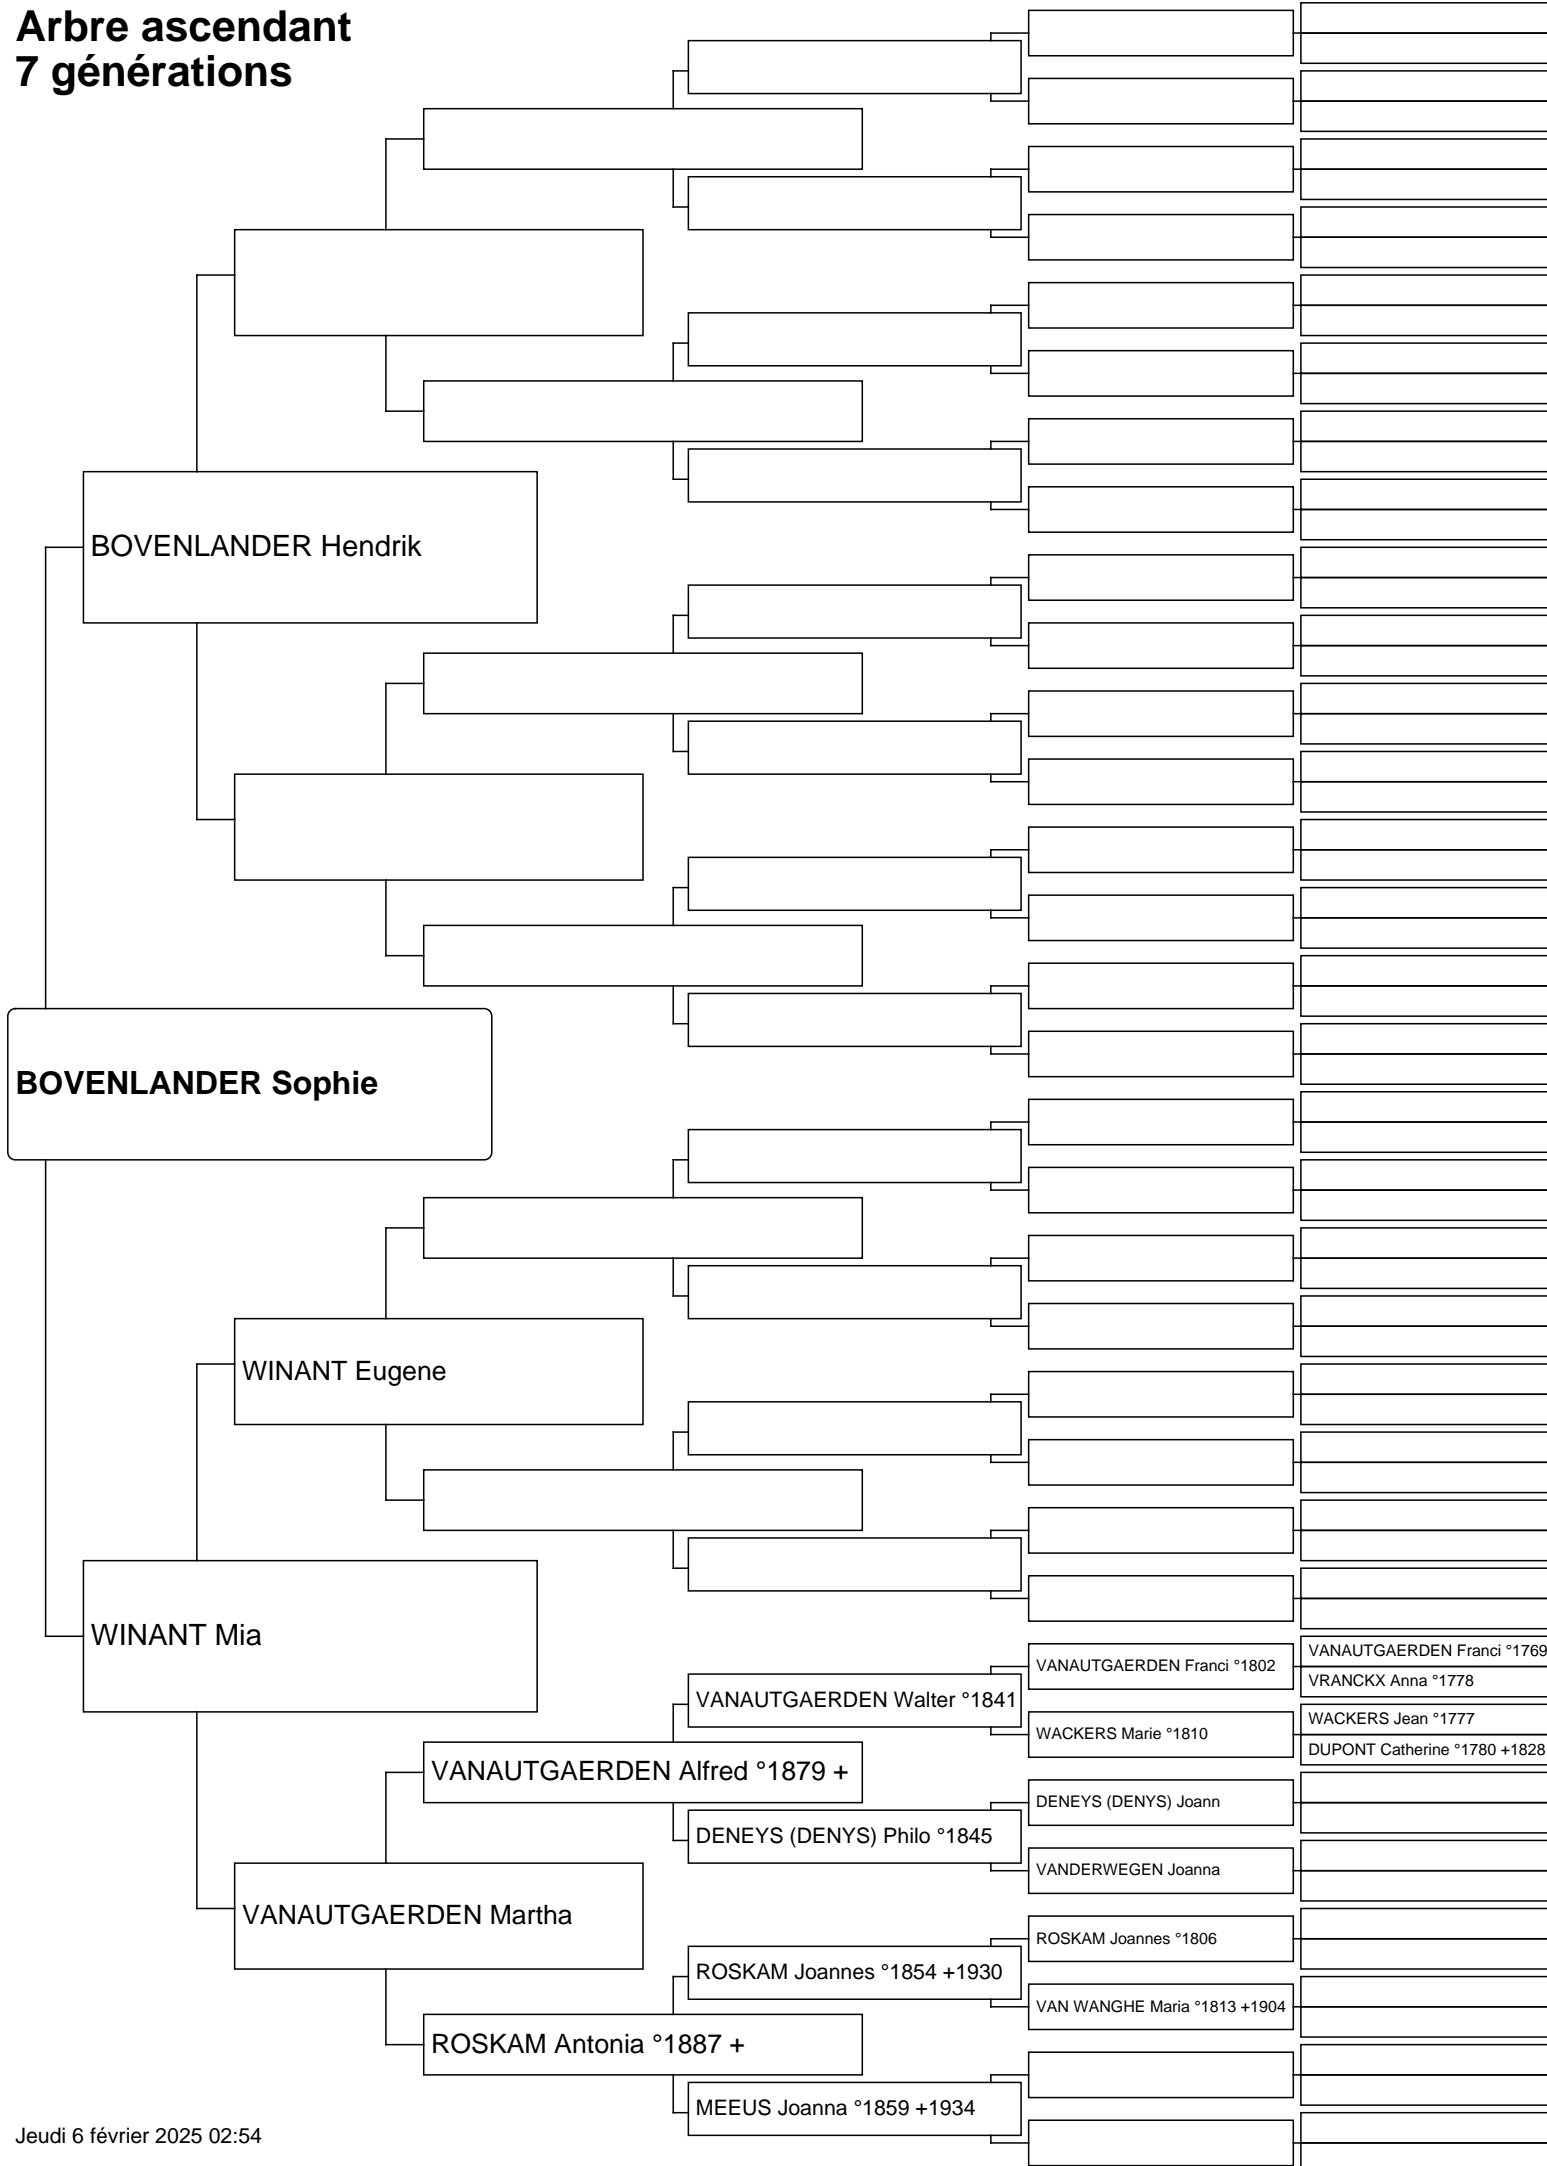 Arbre ascendant
7 générations
BOVENLANDER Hendrik
BOVENLANDER Sophie
WINANT Eugene
WINANT Mia
VANAUTGAERDEN Franci °1769
VANAUTGAERDEN Franci °1802
VRANCKX Anna °1778
VANAUTGAERDEN Walter °1841
WACKERS Jean °1777
WACKERS Marie °1810
DUPONT Catherine °1780 +1828
VANAUTGAERDEN Alfred °1879 +
DENEYS (DENYS) Joann
DENEYS (DENYS) Philo °1845
VANDERWEGEN Joanna
VANAUTGAERDEN Martha
ROSKAM Joannes °1806
ROSKAM Joannes °1854 +1930
VAN WANGHE Maria °1813 +1904
ROSKAM Antonia °1887 +
MEEUS Joanna °1859 +1934
Jeudi 6 février 2025 02:54